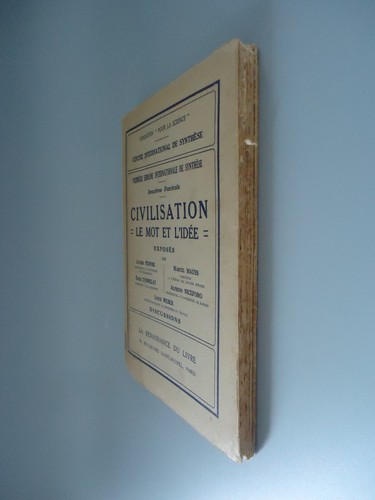 FONDATION "POUR LA SCIENCE"
CENTRE INTERNATIONAL DE SYNTHÈSE
PREMIÈRE SEMAINE INTERNATIONALE DE SYNTHÈSE
Deuxième Fascicule
CIVILISATION
= LE MOT ET L'IDÉE =
EXPOSÉS
PAR
Lucien FEBVRE
Marcel MAUSS
Émile TONNELAT
Alfredo NICEFORO
Louis WEBER
DISCUSSIONS
LA RENAISSANCE DU LIVRE
PARIS